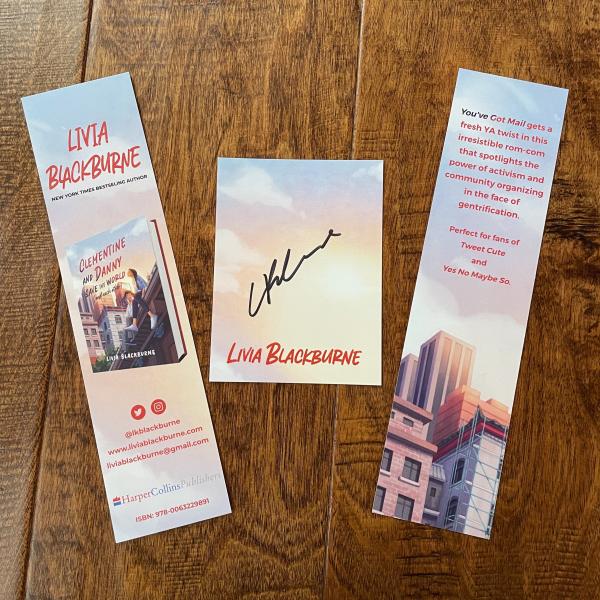 LIVIA
BLACKBURNE
NEW YORK TIMES BESTSELLING AUTHOR
CLEMENTINE
AND DANNY
SAVE THE WORLD
LIVIA BLACKBURNE
@lkblackburne
www.liviablackburne.com
liviablackburne@gmail.com
HarperCollinsPublishers
ISBN: 978-0063229891
LIVIA BLACKBURNE
You've Got Mail gets a
fresh YA twist in this
irresistible rom-com
that spotlights the
power of activism and
community organizing
in the face of
gentrification.
Perfect for fans of
Tweet Cute
and
Yes No Maybe So.